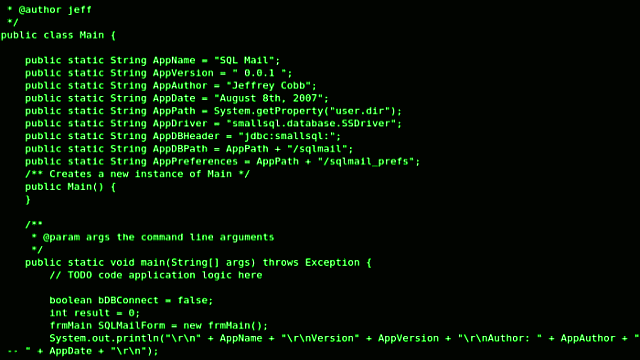 * @author jeff
 */
public class Main {

    public static String AppName = "SQL Mail";
    public static String AppVersion = " 0.0.1 ";
    public static String AppAuthor = "Jeffrey Cobb";
    public static String AppDate = "August 8th, 2007";
    public static String AppPath = System.getProperty("user.dir");
    public static String AppDriver = "smallsql.database.SSDriver";
    public static String AppDBHeader = "jdbc:smallsql:";
    public static String AppDBPath = AppPath + "/sqlmail";
    public static String AppPreferences = AppPath + "/sqlmail_prefs";
    /** Creates a new instance of Main */
    public Main() {
    }

    /**
     * @param args the command line arguments
     */
    public static void main(String[] args) throws Exception {
        // TODO code application logic here

        boolean bDBConnect = false;
        int result = 0;
        frmMain SQLMailForm = new frmMain();
        System.out.println("\r\n" + AppName + "\r\nVersion" + AppVersion + "\r\nAuthor: " + AppAuthor + "
-- " + AppDate + "\r\n");